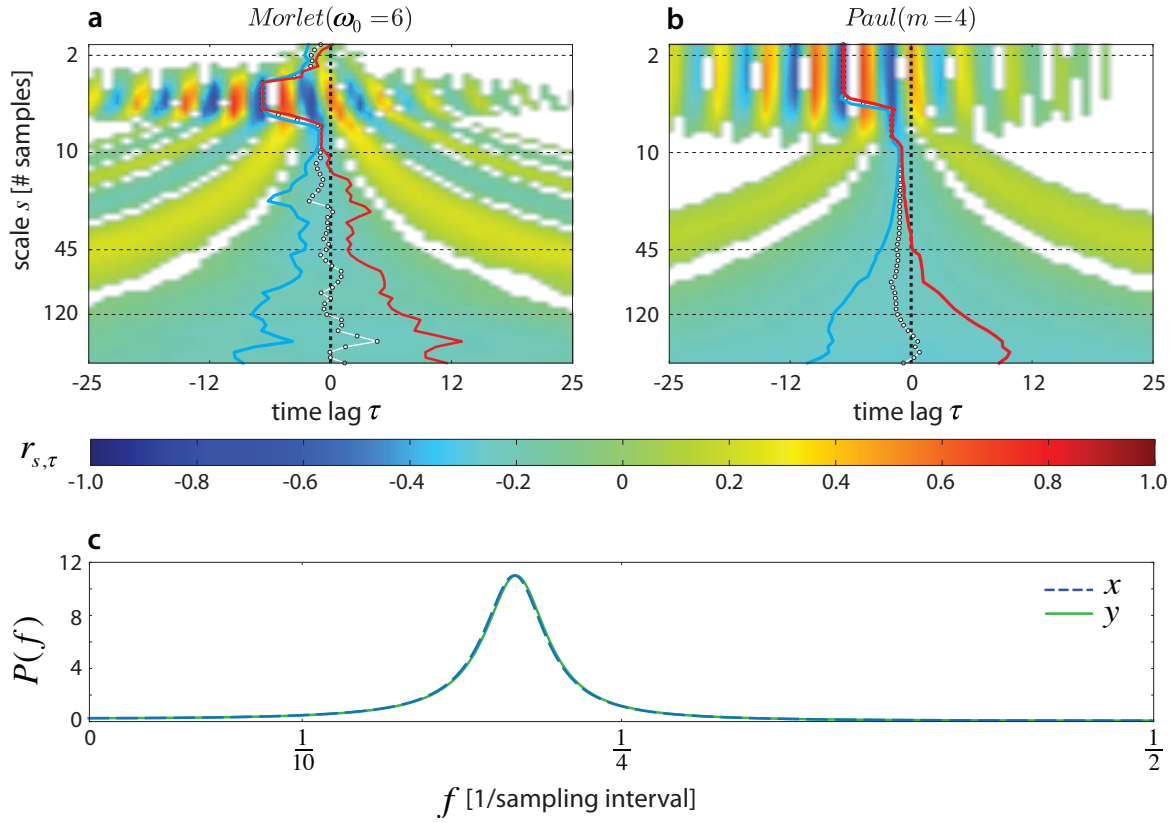 a Morlet(ω₀=6)
b Paul(m=4)
scale s [# samples]
2
10
45
120
-25 -12 0 12 25
time lag τ
2
10
45
120
-25 -12 0 12 25
time lag τ
r_{s,τ}
-1.0 -0.8 -0.6 -0.4 -0.2 0 0.2 0.4 0.6 0.8 1.0
c
P(f)
12
8
4
0
x
y
0 1/10 1/4 1/2
f [1/sampling interval]